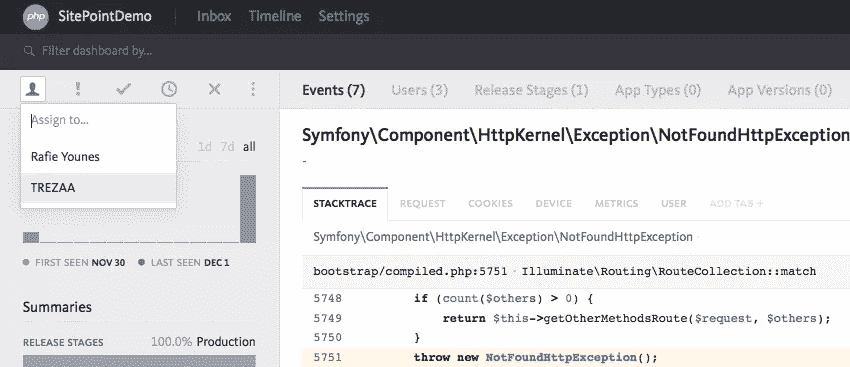 php SitePointDemo Inbox Timeline Settings
Filter dashboard by...
Assign to...
Rafie Younes
TREZAA
1d 7d all
FIRST SEEN NOV 30 LAST SEEN DEC 1
Summaries
RELEASE STAGES 100.0% Production
Events (7) Users (3) Release Stages (1) App Types (0) App Versions (0)
Symfony\Component\HttpKernel\Exception\NotFoundHttpException
-
STACKTRACE REQUEST COOKIES DEVICE METRICS USER ADD TAB +
Symfony\Component\HttpKernel\Exception\NotFoundHttpException
bootstrap/compiled.php:5751 · Illuminate\Routing\RouteCollection::match
5748 if (count($others) > 0) {
5749 return $this->getOtherMethodsRoute($request, $others);
5750 }
5751 throw new NotFoundHttpException();